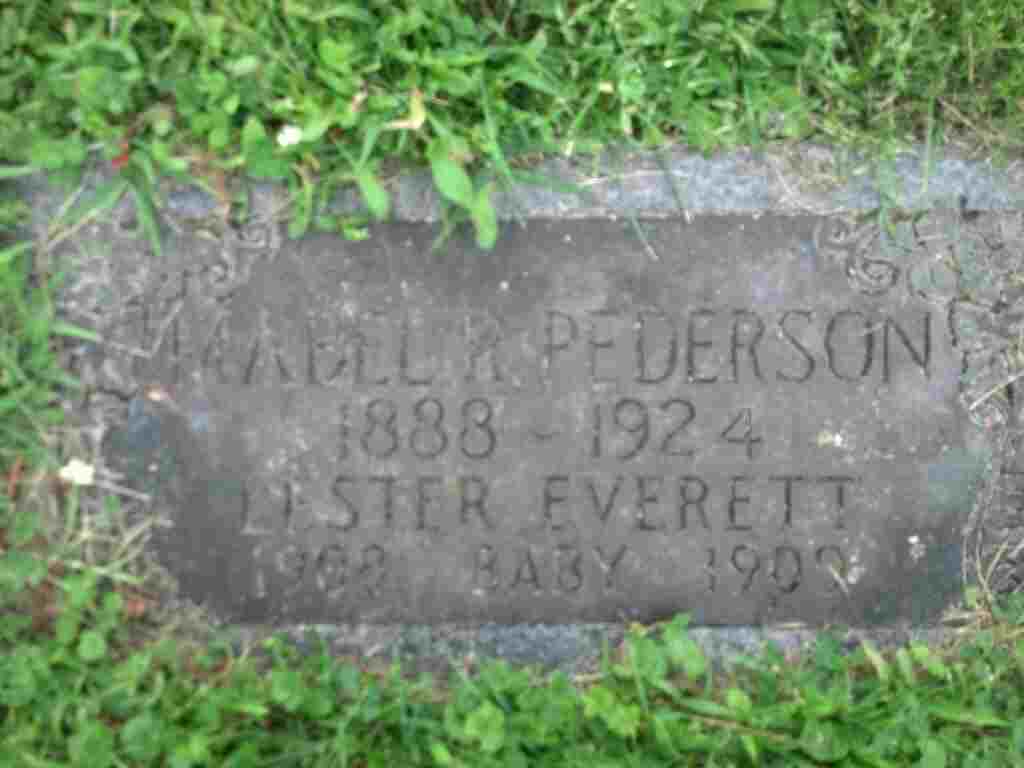 MABEL R. PEDERSON
1888 - 1924
LESTER EVERETT
1908 BABY 1909